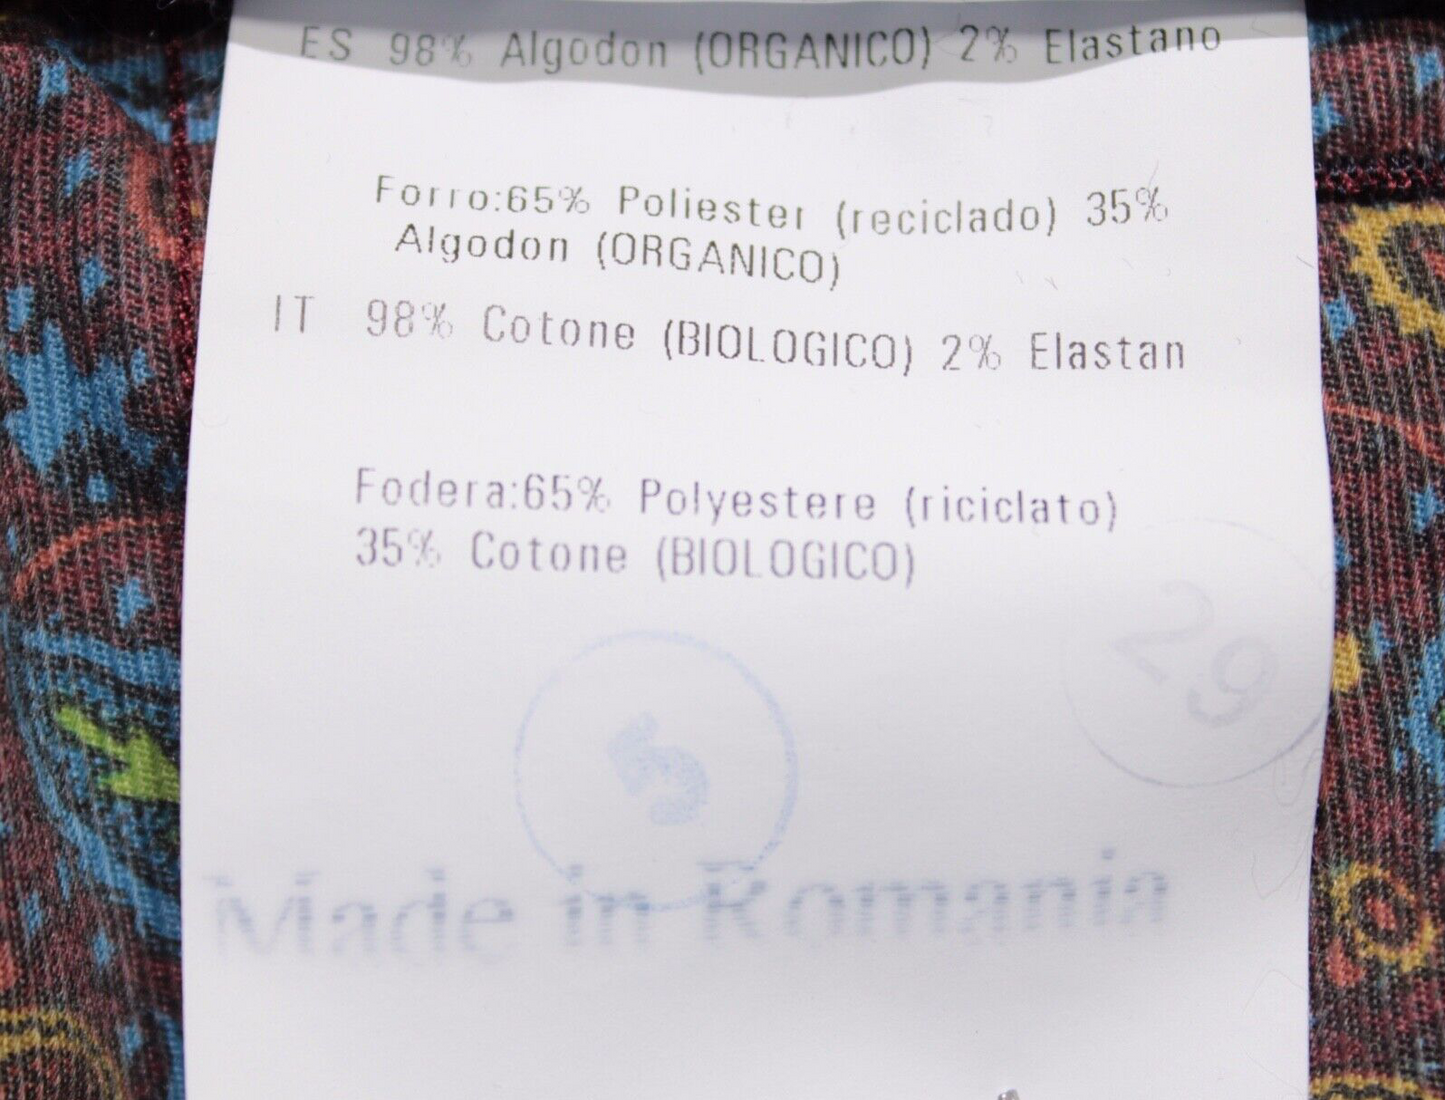 ES 98% Algodon (ORGANICO) 2% Elastano
Forro:65% Poliester (reciclado) 35%
Algodon (ORGANICO)
IT 98% Cotone (BIOLOGICO) 2% Elastan
Fodera:65% Polyestere (riciclato)
35% Cotone (BIOLOGICO)
29
5
Made in Romania